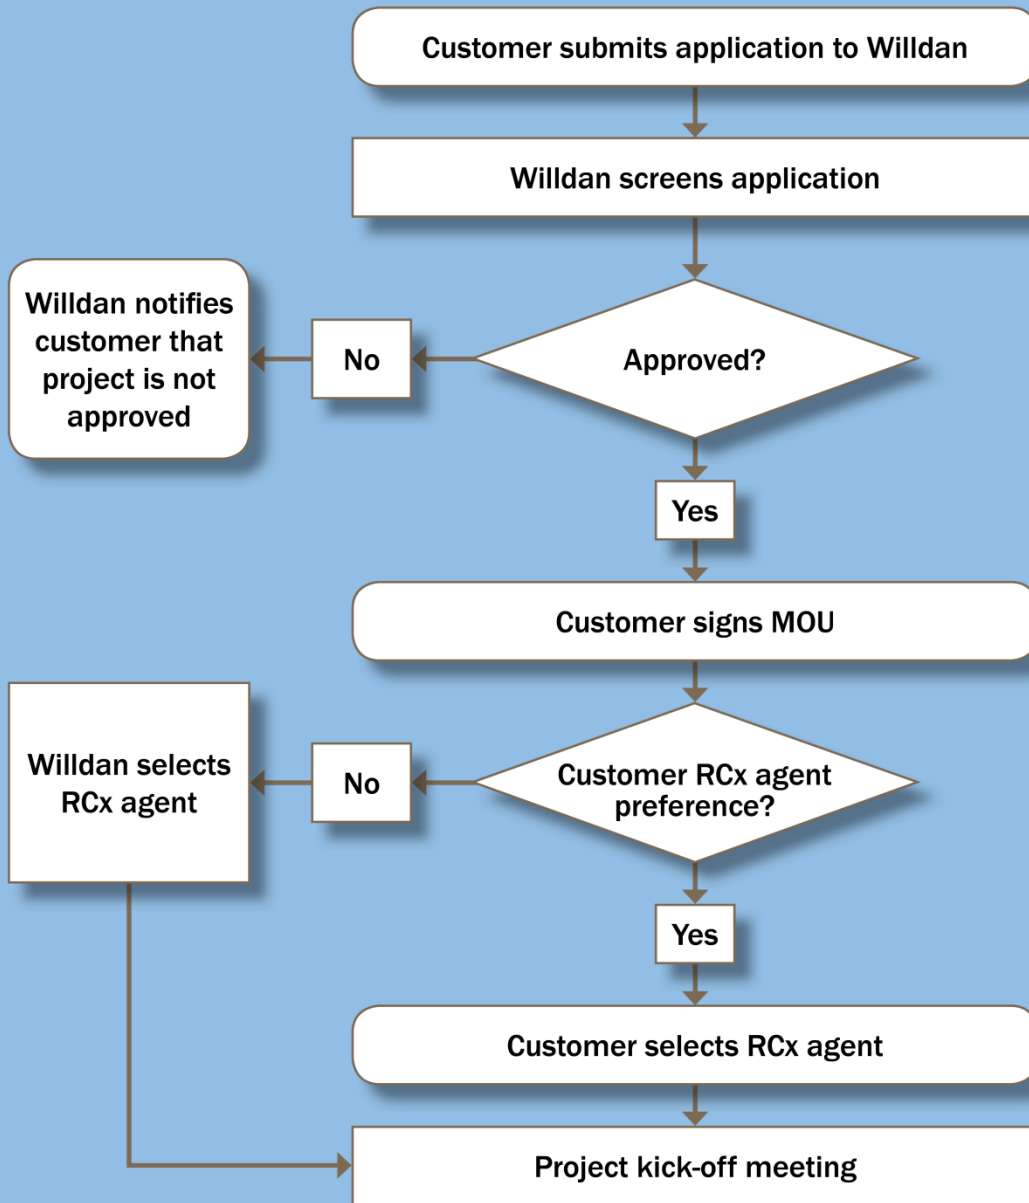 Customer submits application to Willdan
Willdan screens application
Approved?
No
Willdan notifies
customer that
project is not
approved
Yes
Customer signs MOU
Customer RCx agent
preference?
No
Willdan selects
RCx agent
Yes
Customer selects RCx agent
Project kick-off meeting